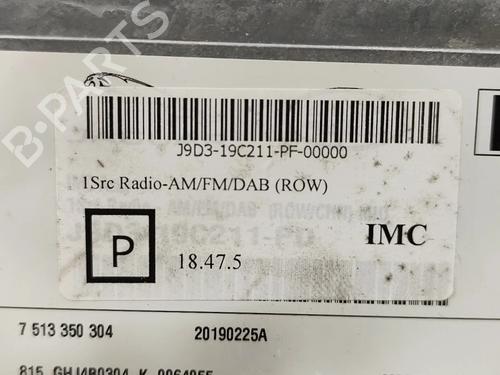 B-PARTS
J9D3-19C211-PF-00000
1Src Radio-AM/FM/DAB (ROW)
P
IMC
18.47.5
7 513 350 304 20190225A